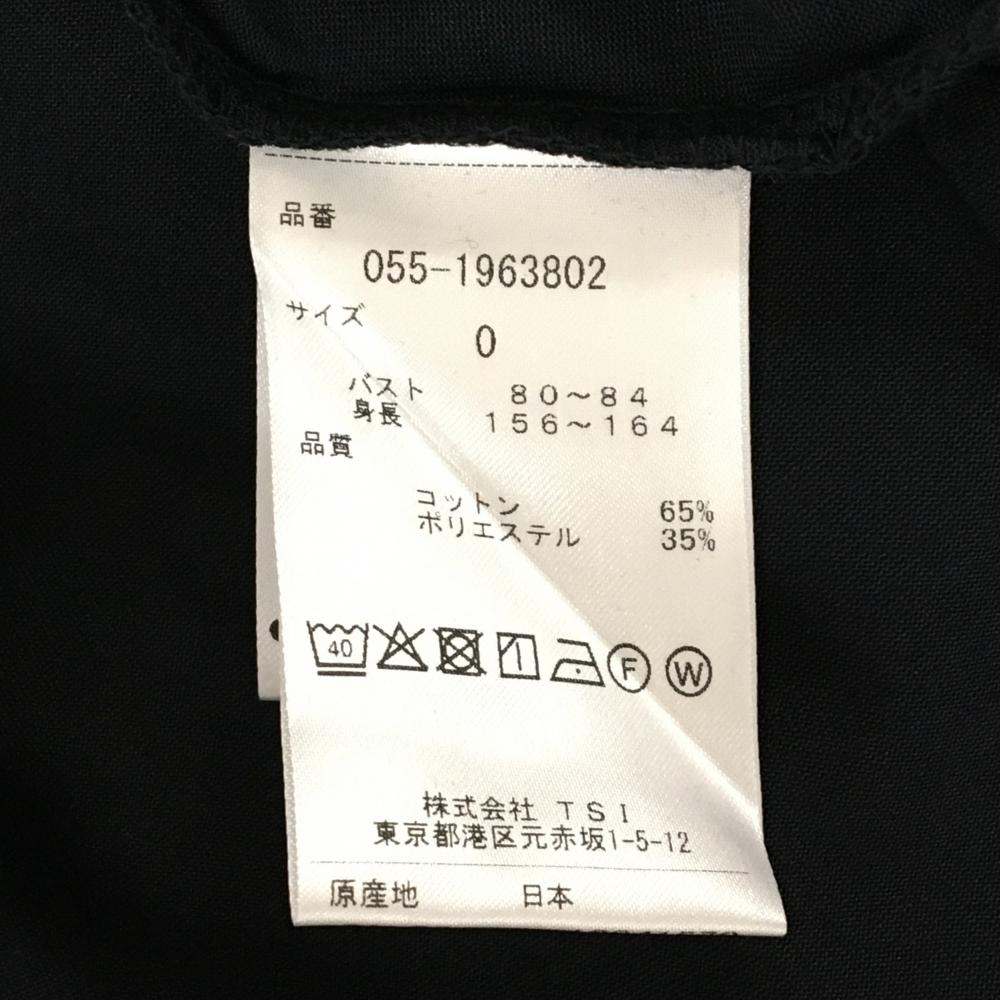 品番
055-1963802
サイズ
0
バスト 80～84
身長 156～164
品質
コットン 65%
ポリエステル 35%
40 F W
株式会社 TSI
東京都港区元赤坂1-5-12
原産地 日本